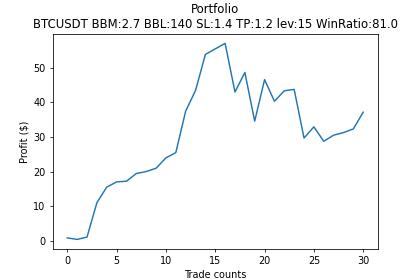 Portfolio
BTCUSDT BBM:2.7 BBL:140 SL:1.4 TP:1.2 lev:15 WinRatio:81.0
50
40
30
20
10
0
Profit ($)
0 5 10 15 20 25 30
Trade counts